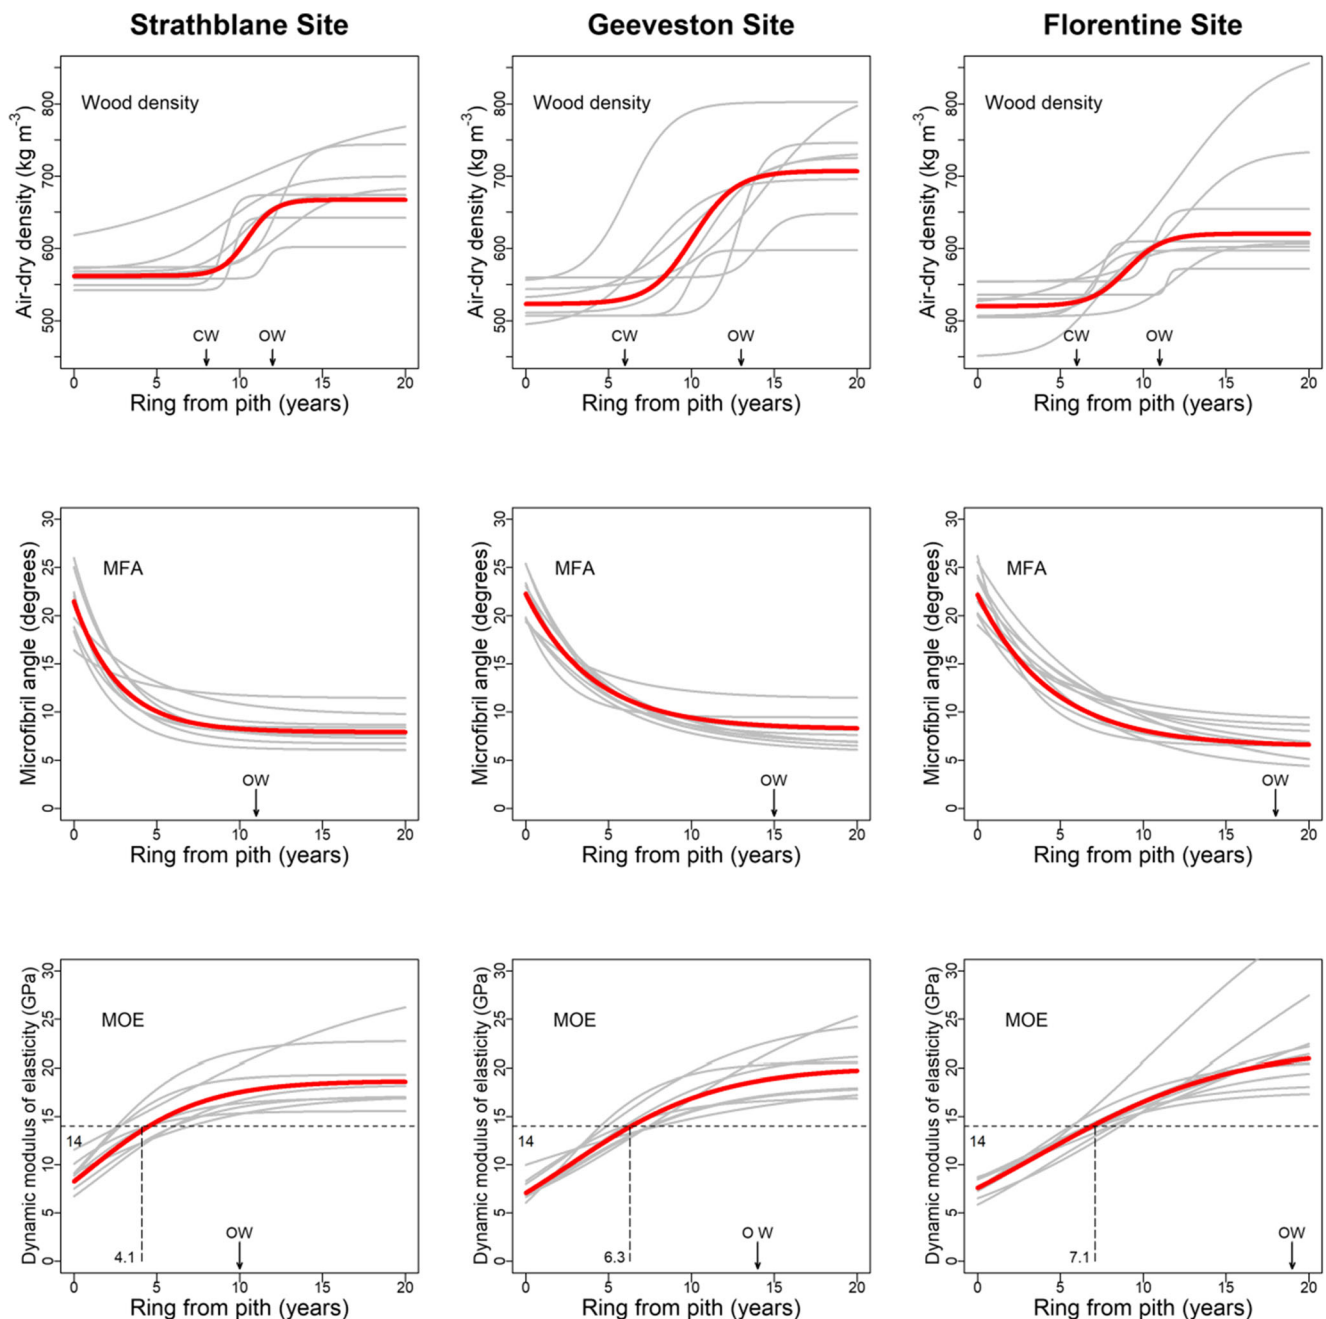 Strathblane Site
Geeveston Site
Florentine Site
Air-dry density (kg m-3)
800
700
600
500
Wood density
CW
OW
0 5 10 15 20
Ring from pith (years)
Air-dry density (kg m-3)
800
700
600
500
Wood density
CW
OW
0 5 10 15 20
Ring from pith (years)
Air-dry density (kg m-3)
800
700
600
500
Wood density
CW
OW
0 5 10 15 20
Ring from pith (years)
Microfibril angle (degrees)
30
25
20
15
10
5
0
MFA
OW
0 5 10 15 20
Ring from pith (years)
Microfibril angle (degrees)
30
25
20
15
10
5
0
MFA
OW
0 5 10 15 20
Ring from pith (years)
Microfibril angle (degrees)
30
25
20
15
10
5
0
MFA
OW
0 5 10 15 20
Ring from pith (years)
Dynamic modulus of elasticity (GPa)
30
25
20
15
10
5
0
MOE
14
4.1
OW
0 5 10 15 20
Ring from pith (years)
Dynamic modulus of elasticity (GPa)
30
25
20
15
10
5
0
MOE
14
6.3
O W
0 5 10 15 20
Ring from pith (years)
Dynamic modulus of elasticity (GPa)
30
25
20
15
10
5
0
MOE
14
7.1
OW
0 5 10 15 20
Ring from pith (years)